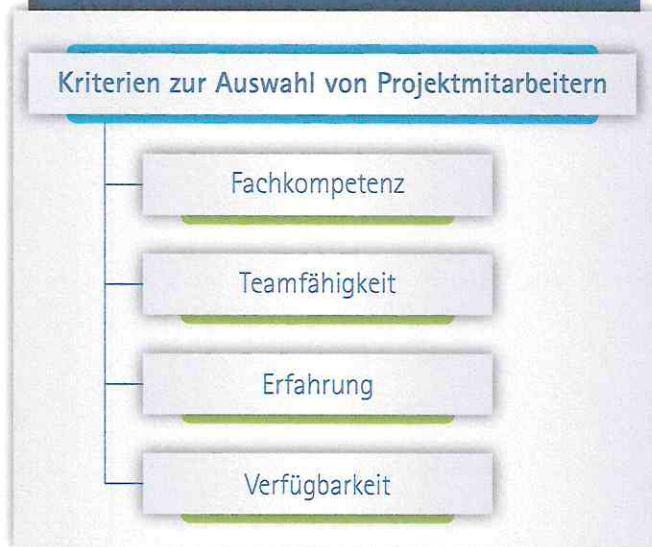 Kriterien zur Auswahl von Projektmitarbeitern
Fachkompetenz
Teamfähigkeit
Erfahrung
Verfügbarkeit